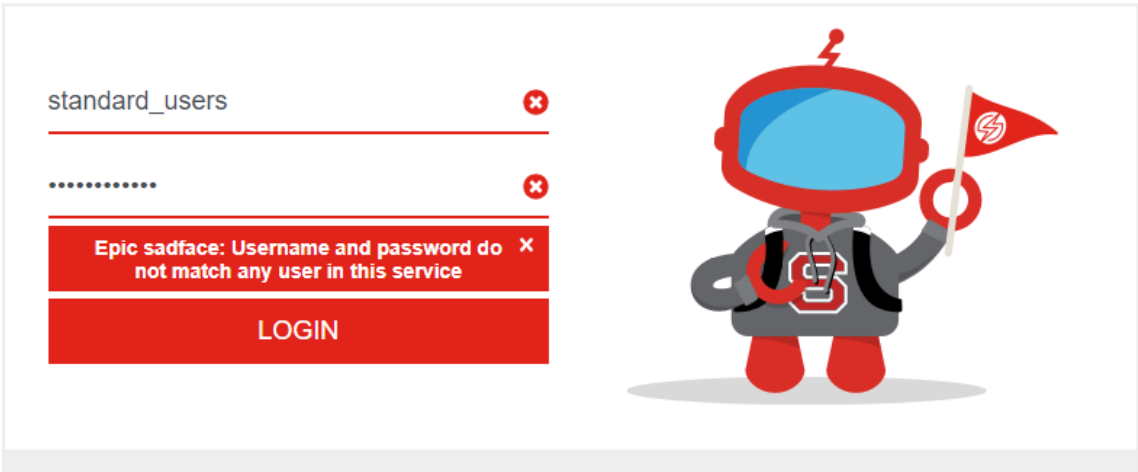 standard_users
••••••••••••
Epic sadface: Username and password do
not match any user in this service
LOGIN
S